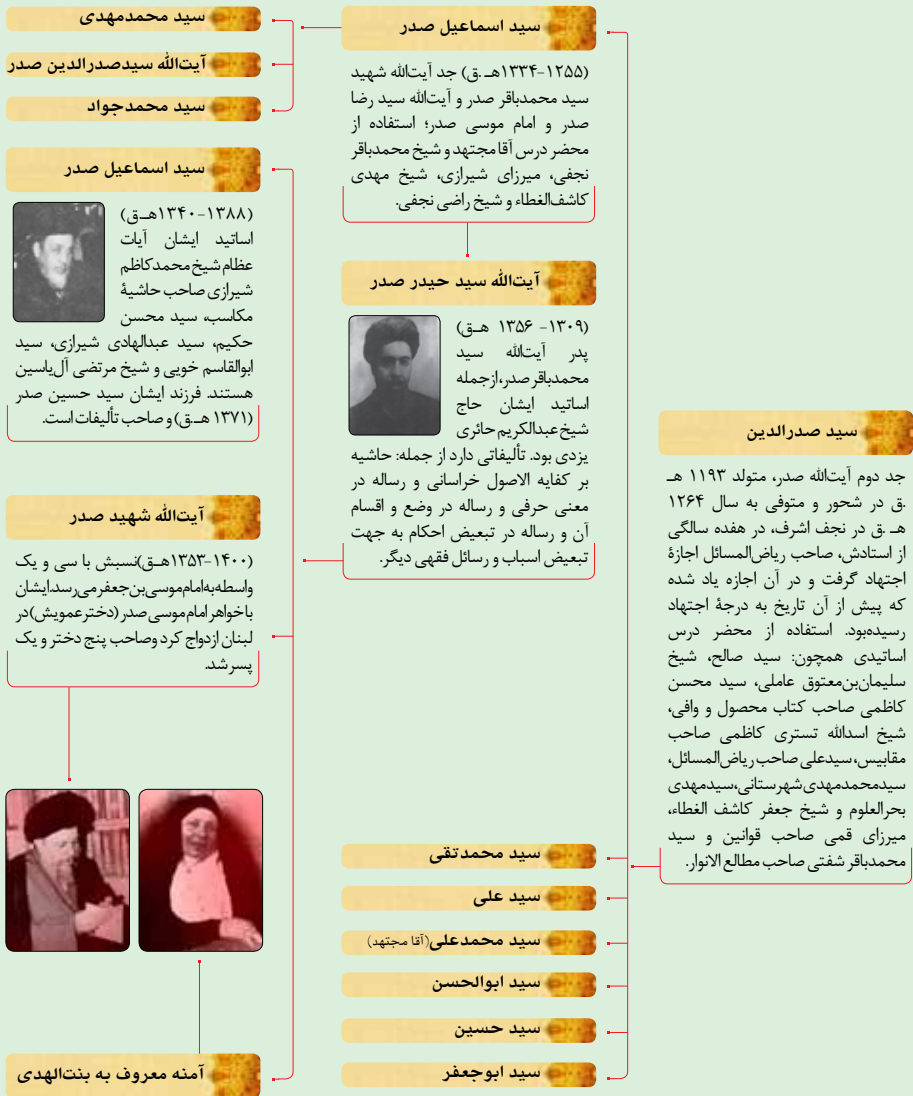 سید صدرالدین
جد دوم آیت‌الله صدر، متولد ۱۱۹۳ هـ
.ق در شحور و متوفی به سال ۱۲۶۴
هـ .ق در نجف اشرف، در هفده سالگی
از استادش، صاحب ریاض‌المسائل اجازهٔ
اجتهاد گرفت و در آن اجازه یاد شده
که پیش از آن تاریخ به درجهٔ اجتهاد
رسیده‌بود. استفاده از محضر درس
اساتیدی همچون: سید صالح، شیخ
سلیمان‌بن‌معتوق عاملی، سید محسن
کاظمی صاحب کتاب محصول و وافی،
شیخ اسدالله تستری کاظمی صاحب
مقابیس، سیدعلی صاحب ریاض‌المسائل،
سیدمحمدمهدی شهرستانی، سیدمهدی
بحرالعلوم و شیخ جعفر کاشف الغطاء،
میرزای قمی صاحب قوانین و سید
محمدباقر شفتی صاحب مطالع الانوار.
سید اسماعیل صدر
(۱۲۵۵-۱۳۳۴هـ .ق) جد آیت‌الله شهید
سید محمدباقر صدر و آیت‌الله سید رضا
صدر و امام موسی صدر؛ استفاده از
محضر درس آقا مجتهد و شیخ محمدباقر
نجفی، میرزای شیرازی، شیخ مهدی
کاشف‌الغطاء و شیخ راضی نجفی.
آیت‌الله سید حیدر صدر
(۱۳۰۹- ۱۳۵۶ هـ‌ق)
پدر آیت‌الله سید
محمدباقر صدر، ازجمله
اساتید ایشان حاج
شیخ عبدالکریم حائری
یزدی بود. تألیفاتی دارد از جمله: حاشیه
بر کفایه الاصول خراسانی و رساله در
معنی حرفی و رساله در وضع و اقسام
آن و رساله در تبعیض احکام به جهت
تبعیض اسباب و رسائل فقهی دیگر.
سید محمدتقی
سید علی
سید محمدعلی (آقا مجتهد)
سید ابوالحسن
سید حسین
سید ابوجعفر
سید محمدمهدی
آیت‌الله سیدصدرالدین صدر
سید محمدجواد
سید اسماعیل صدر
(۱۳۴۰-۱۳۸۸هـ‌ق)
اساتید ایشان آیات
عظام شیخ محمدکاظم
شیرازی صاحب حاشیهٔ
مکاسب، سید محسن
حکیم، سید عبدالهادی شیرازی، سید
ابوالقاسم خویی و شیخ مرتضی آل‌یاسین
هستند. فرزند ایشان سید حسین صدر
(۱۳۷۱ هـ‌.ق) و صاحب تألیفات است.
آیت‌الله شهید صدر
(۱۳۵۳-۱۴۰۰هـ‌ق)نسبش با سی و یک
واسطه‌به‌امام‌موسی‌بن‌جعفر می‌رسد.ایشان
با خواهر امام موسی صدر (دختر عمویش) در
لبنان ازدواج کرد وصاحب پنج دختر و یک
پسر شد.
آمنه معروف به بنت‌الهدی